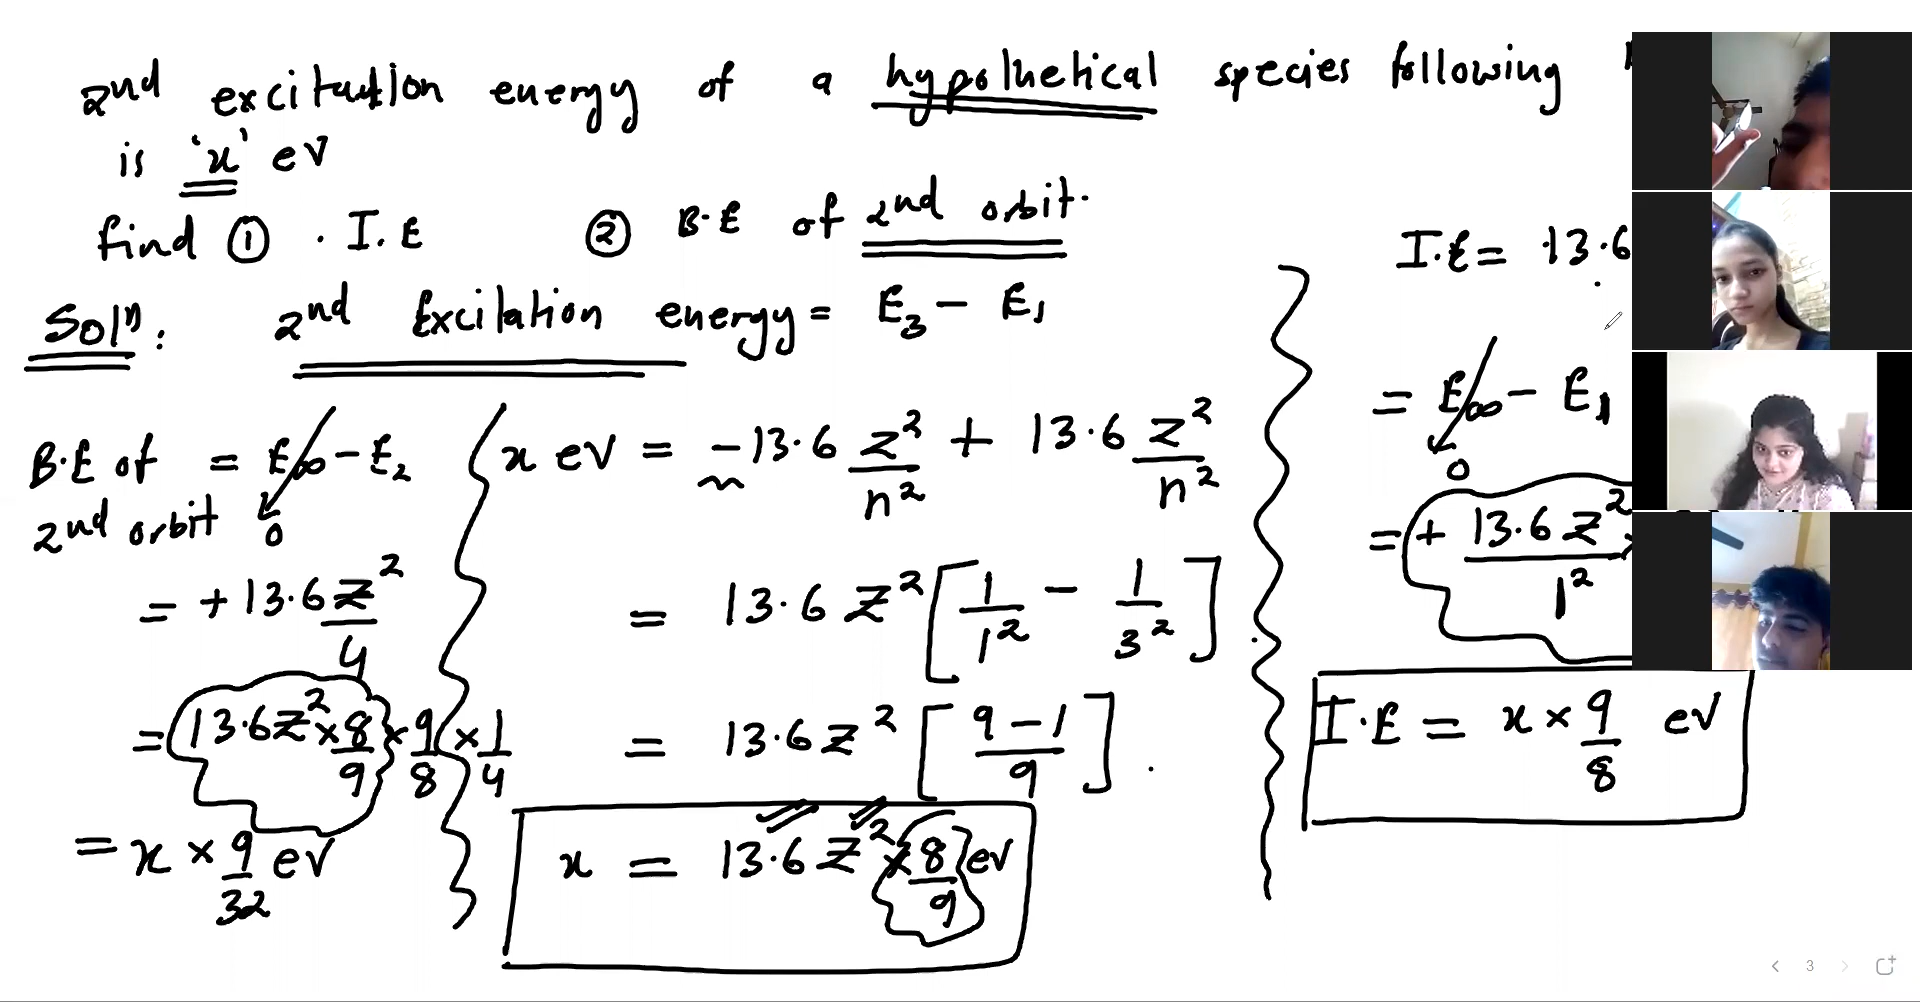 2nd excitation energy of a hypothetical species following
is 'x' eV
find ① . I.E ② B.E of 2nd orbit.
Solⁿ: 2nd Excitation energy = E₃ − E₁
x eV = −13.6 z²/n² + 13.6 z²/n²
= 13.6 z² [1/1² − 1/3²]
= 13.6 z² [(9−1)/9]
x = 13.6 z² × 8/9 eV
B.E of 2nd orbit = E∞ − E₂
0
= +13.6 z²/4
= 13.6z² × 8/9 × 9/8 × 1/4
= x × 9/32 eV
I.E = 13.6
= E∞ − E₁
0
= + 13.6 z²/1²
I.E = x × 9/8 eV
3